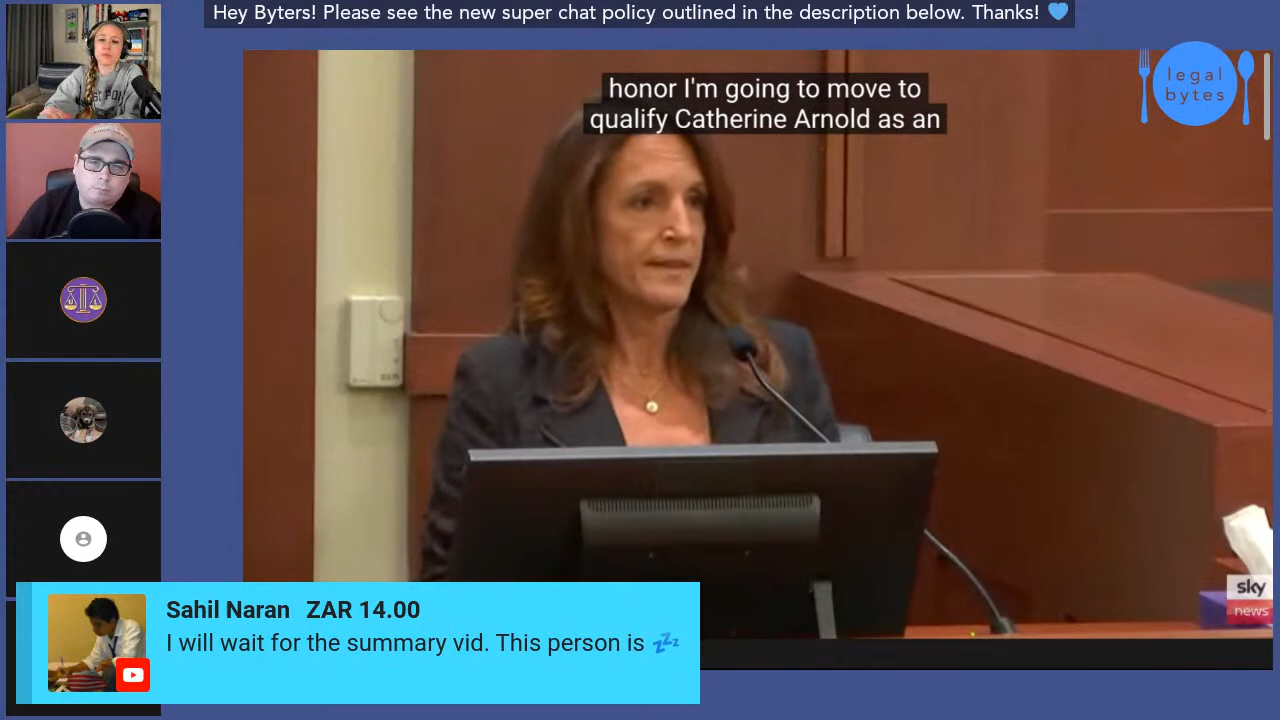 Hey Byters! Please see the new super chat policy outlined in the description below. Thanks! 💙
legal
bytes
honor I'm going to move to
qualify Catherine Arnold as an
sky
news
Sahil Naran ZAR 14.00
I will wait for the summary vid. This person is 💤